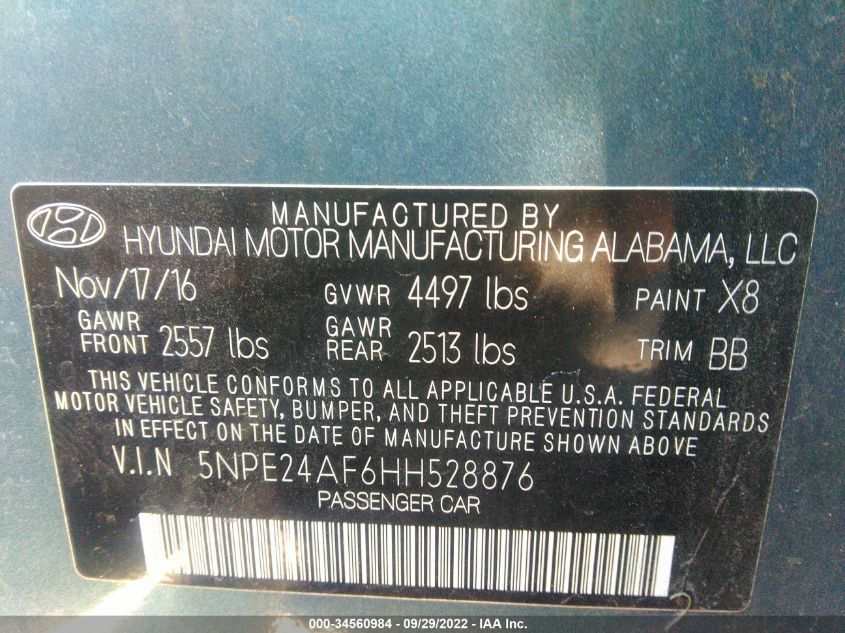 MANUFACTURED BY
HYUNDAI MOTOR MANUFACTURING ALABAMA, LLC
Nov/17/16 GVWR 4497 lbs PAINT X8
GAWR FRONT 2557 lbs GAWR REAR 2513 lbs TRIM BB
THIS VEHICLE CONFORMS TO ALL APPLICABLE U.S.A. FEDERAL
MOTOR VEHICLE SAFETY, BUMPER, AND THEFT PREVENTION STANDARDS
IN EFFECT ON THE DATE OF MANUFACTURE SHOWN ABOVE
V.I.N 5NPE24AF6HH528876
PASSENGER CAR
000-34560984 - 09/29/2022 - IAA Inc.